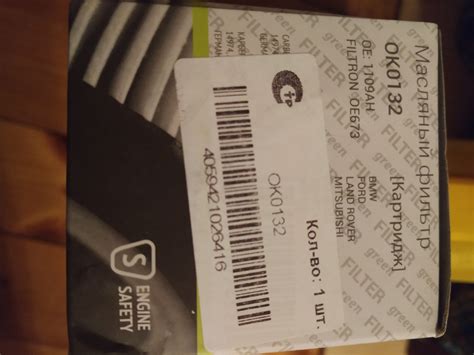 Масляный фильтр
OK0132 [Картридж]
OE: 1109AH
FILTRON OE673
BMW
FORD
LAND ROVER
MITSUBISHI
green FILTER
OK0132
Кол-во: 1 шт.
4059421026416
ENGINE
SAFETY